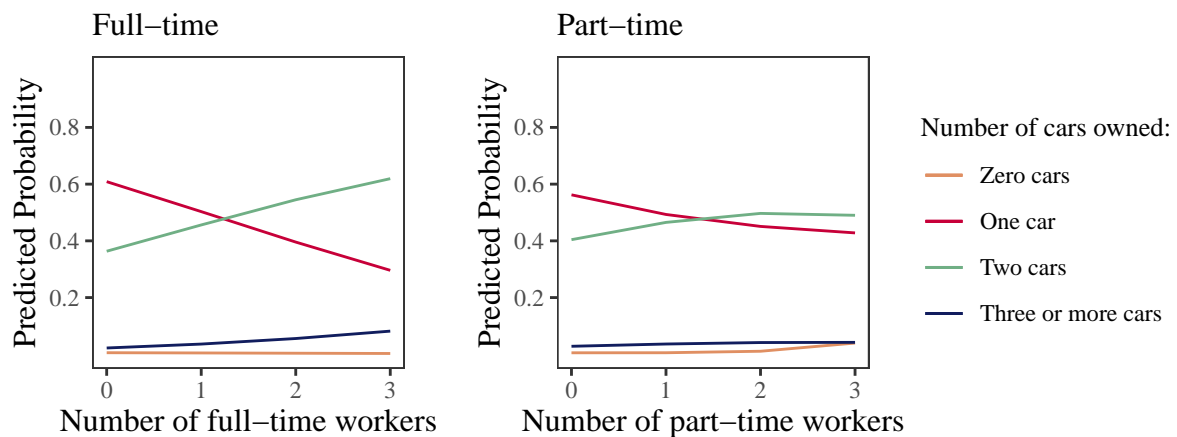 Full−time
Predicted Probability
0.8
0.6
0.4
0.2
0 1 2 3
Number of full−time workers
Part−time
Predicted Probability
0.8
0.6
0.4
0.2
0 1 2 3
Number of part−time workers
Number of cars owned:
Zero cars
One car
Two cars
Three or more cars